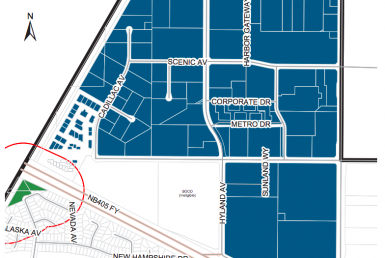 N
HARBOR GATEWAY
SCENIC AV
CADILLAC AV
CORPORATE DR
METRO DR
SUNLAND WY
HYLAND AV
NB405 FY
NEVADA AV
LASKA AV
NEW HAMPSHIRE DR